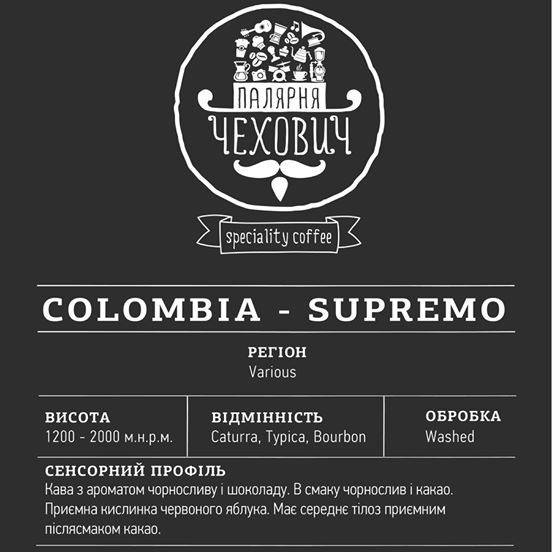 ПАЛЯРНЯ
ЧЕХОВИЧ
speciality coffee
COLOMBIA - SUPREMO
РЕГІОН
Various
ВИСОТА
1200 - 2000 м.н.р.м.
ВІДМІННІСТЬ
Caturra, Typica, Bourbon
ОБРОБКА
Washed
СЕНСОРНИЙ ПРОФІЛЬ
Кава з ароматом чорносливу і шоколаду. В смаку чорнослив і какао.
Приємна кислинка червоного яблука. Має середнє тілоз приємним
післясмаком какао.